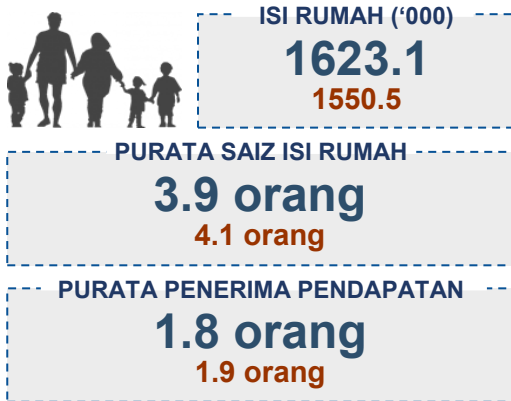 ISI RUMAH (‘000)
1623.1
1550.5
PURATA SAIZ ISI RUMAH
3.9 orang
4.1 orang
PURATA PENERIMA PENDAPATAN
1.8 orang
1.9 orang